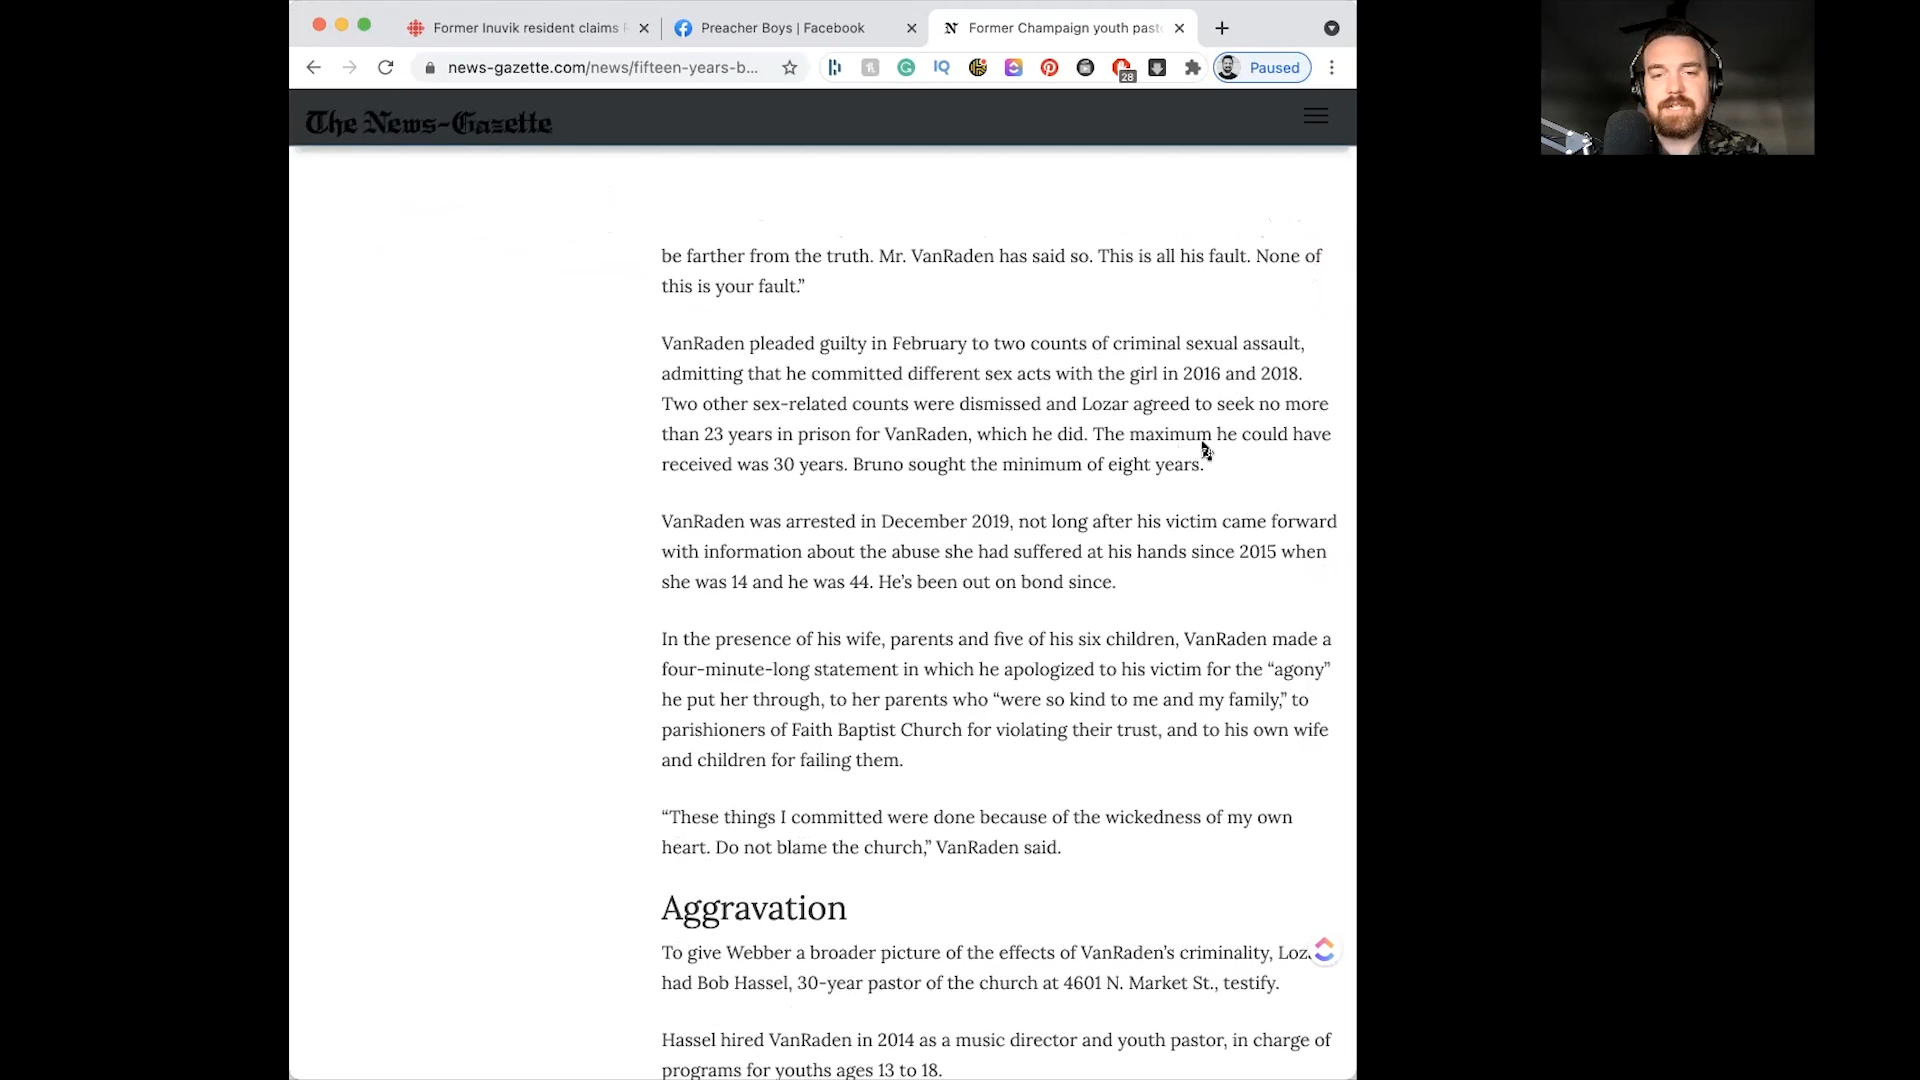 Former Inuvik resident claims
Preacher Boys | Facebook
Former Champaign youth past
news-gazette.com/news/fifteen-years-b...
IQ
28
Paused
The News-Gazette
be farther from the truth. Mr. VanRaden has said so. This is all his fault. None of
this is your fault.”
VanRaden pleaded guilty in February to two counts of criminal sexual assault,
admitting that he committed different sex acts with the girl in 2016 and 2018.
Two other sex-related counts were dismissed and Lozar agreed to seek no more
than 23 years in prison for VanRaden, which he did. The maximum he could have
received was 30 years. Bruno sought the minimum of eight years.
VanRaden was arrested in December 2019, not long after his victim came forward
with information about the abuse she had suffered at his hands since 2015 when
she was 14 and he was 44. He’s been out on bond since.
In the presence of his wife, parents and five of his six children, VanRaden made a
four-minute-long statement in which he apologized to his victim for the “agony”
he put her through, to her parents who “were so kind to me and my family,” to
parishioners of Faith Baptist Church for violating their trust, and to his own wife
and children for failing them.
“These things I committed were done because of the wickedness of my own
heart. Do not blame the church,” VanRaden said.
Aggravation
To give Webber a broader picture of the effects of VanRaden’s criminality, Loz
had Bob Hassel, 30-year pastor of the church at 4601 N. Market St., testify.
Hassel hired VanRaden in 2014 as a music director and youth pastor, in charge of
programs for youths ages 13 to 18.